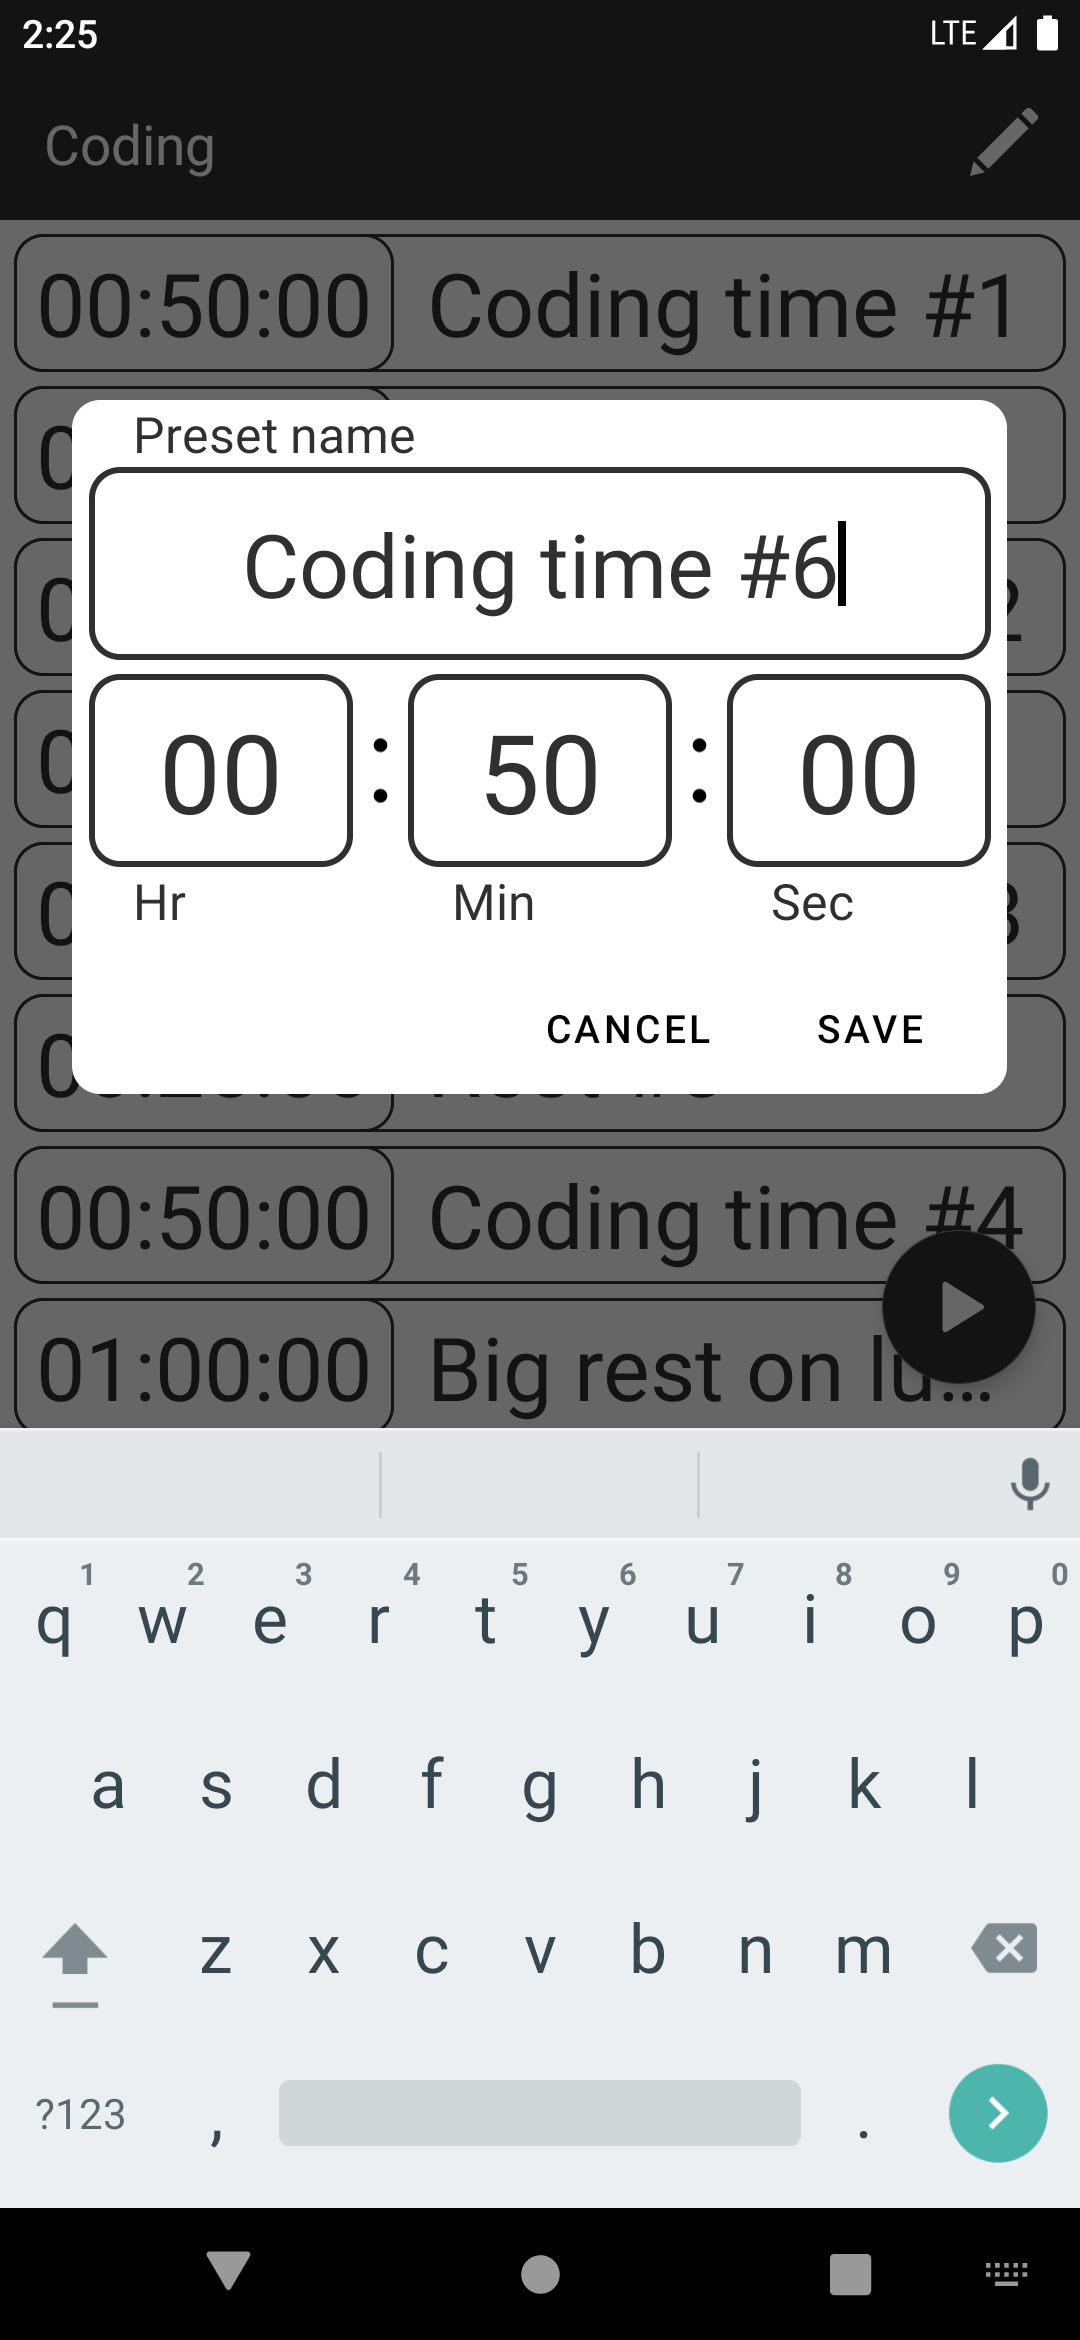 2:25 LTE
Coding
00:50:00 Coding time #1
Preset name
Coding time #6
00 : 50 : 00
Hr Min Sec
CANCEL SAVE
00:50:00 Coding time #4
01:00:00 Big rest on lu...
1 2 3 4 5 6 7 8 9 0
q w e r t y u i o p
a s d f g h j k l
z x c v b n m
?123 , .